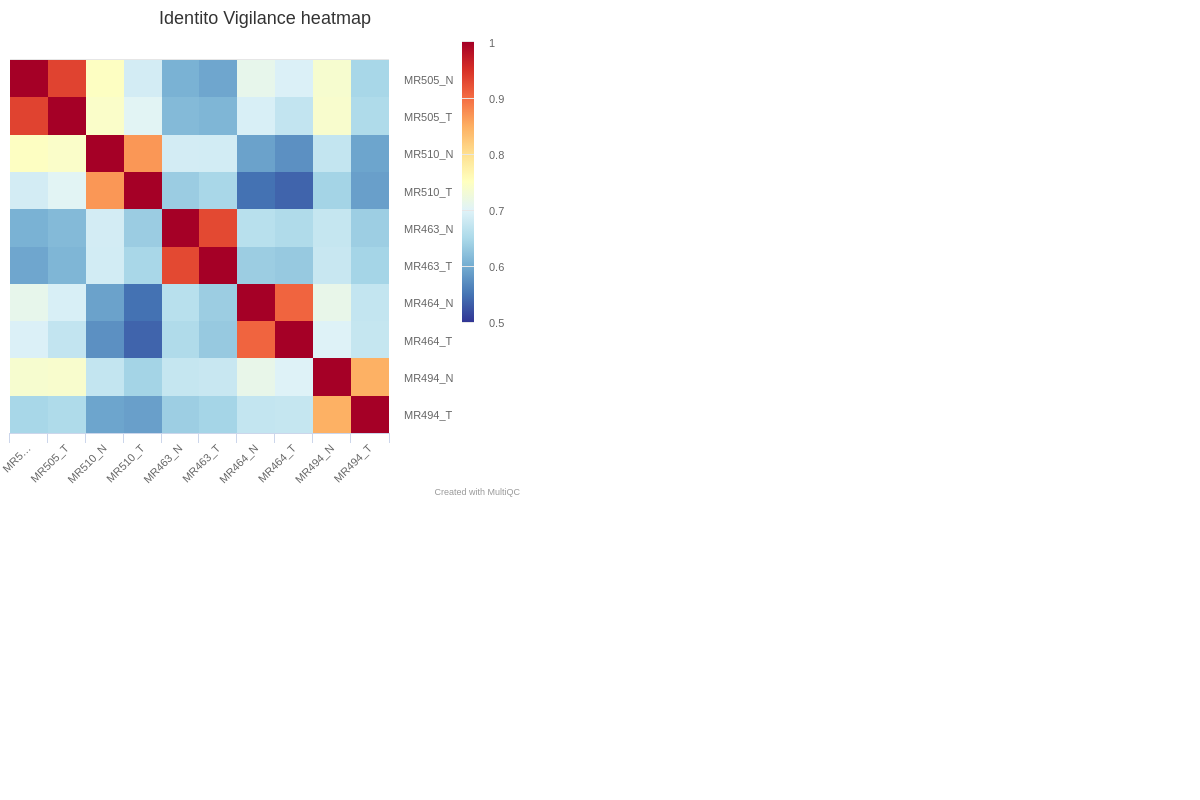 Identito Vigilance heatmap
1
0.9
0.8
0.7
0.6
0.5
MR505_N
MR505_T
MR510_N
MR510_T
MR463_N
MR463_T
MR464_N
MR464_T
MR494_N
MR494_T
MR5…
MR505_T
MR510_N
MR510_T
MR463_N
MR463_T
MR464_N
MR464_T
MR494_N
MR494_T
Created with MultiQC